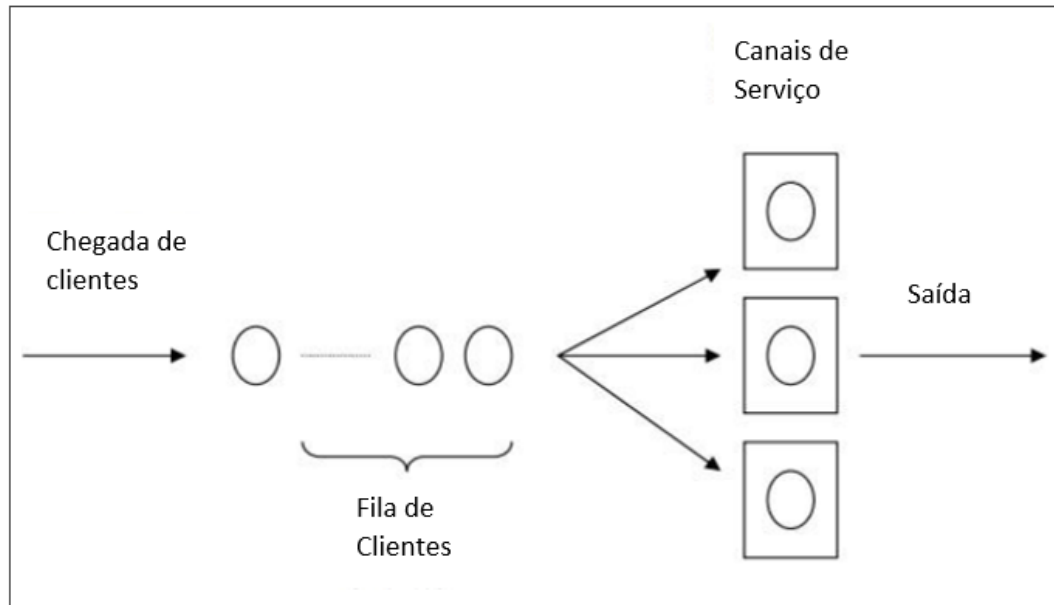 Canais de
Serviço
Chegada de
clientes
Saída
Fila de
Clientes